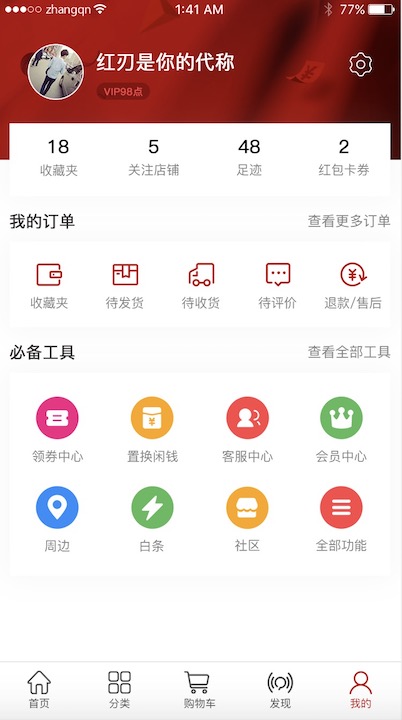 zhangqn 1:41 AM 77%
红刃是你的代称
VIP98点
18 5 48 2
收藏夹 关注店铺 足迹 红包卡券
我的订单 查看更多订单
收藏夹 待发货 待收货 待评价 退款/售后
必备工具 查看全部工具
领券中心 置换闲钱 客服中心 会员中心
周边 白条 社区 全部功能
首页 分类 购物车 发现 我的